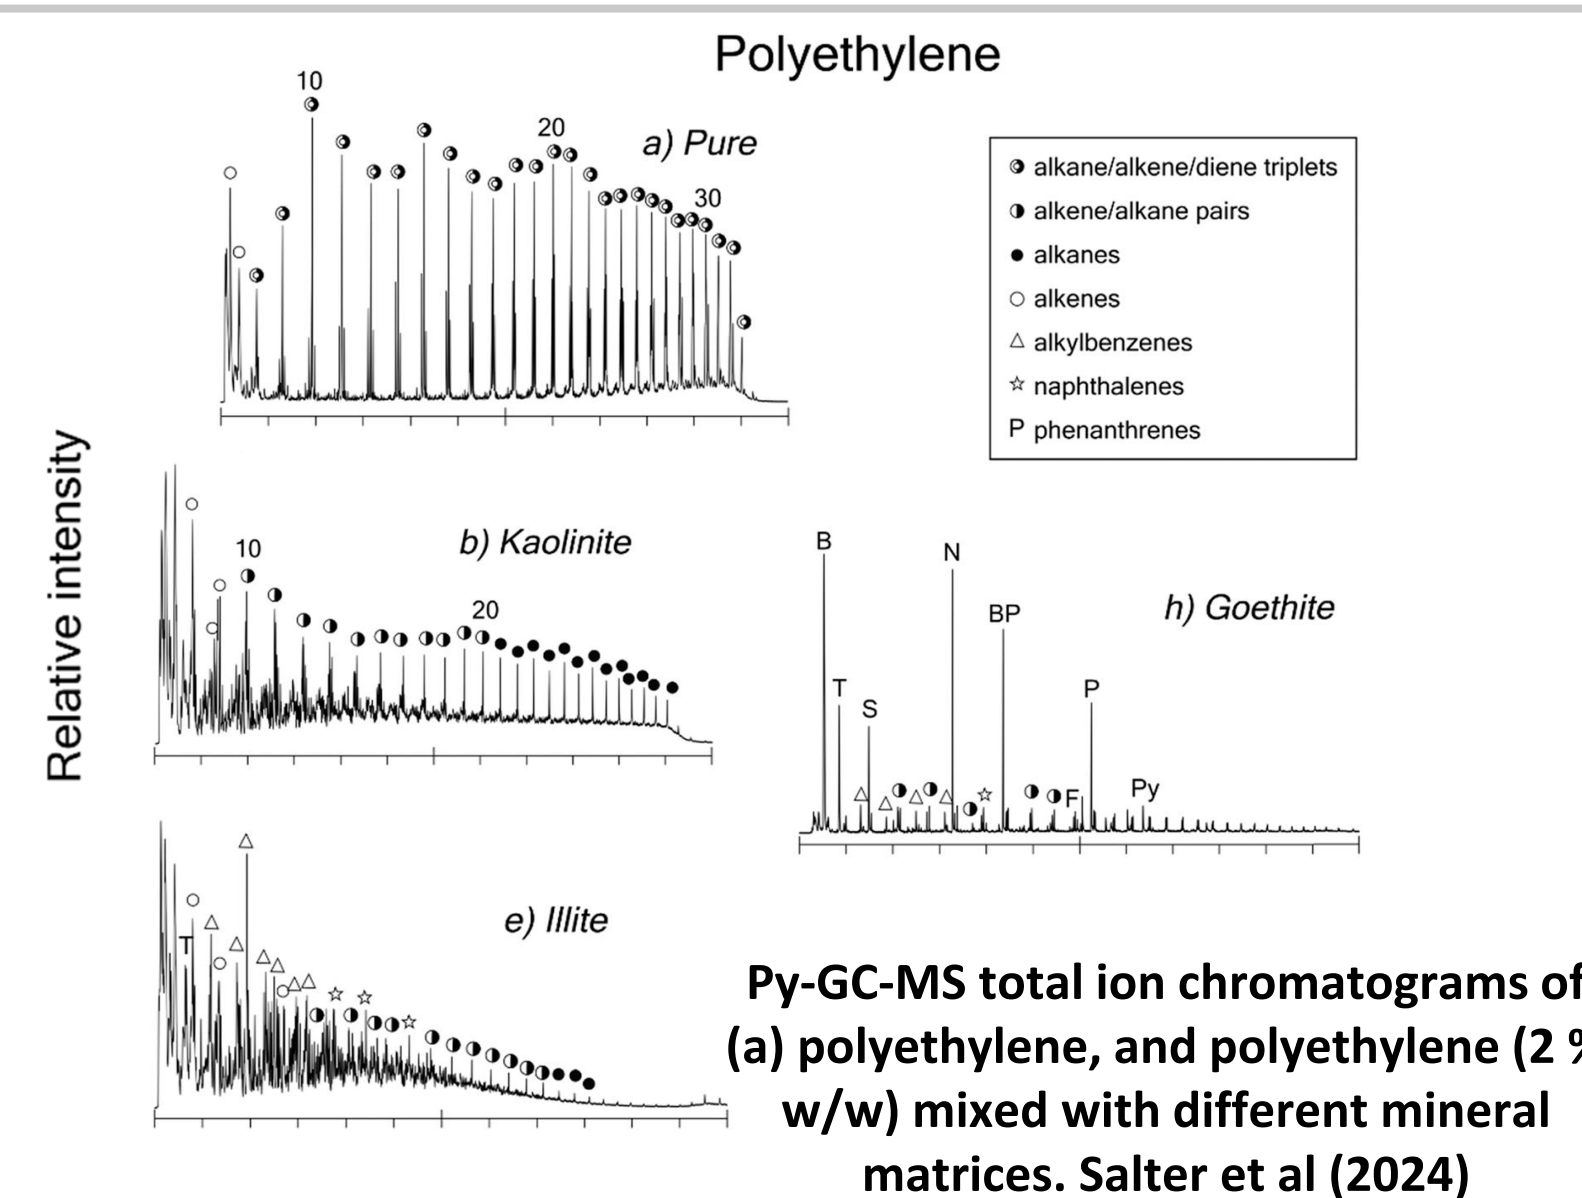 Polyethylene
10
20
a) Pure
30
alkane/alkene/diene triplets
alkene/alkane pairs
alkanes
alkenes
alkylbenzenes
naphthalenes
P phenanthrenes
Relative intensity
b) Kaolinite
10
20
h) Goethite
B
N
BP
T
S
P
F
Py
e) Illite
T
Py-GC-MS total ion chromatograms of
(a) polyethylene, and polyethylene (2 %
w/w) mixed with different mineral
matrices. Salter et al (2024)